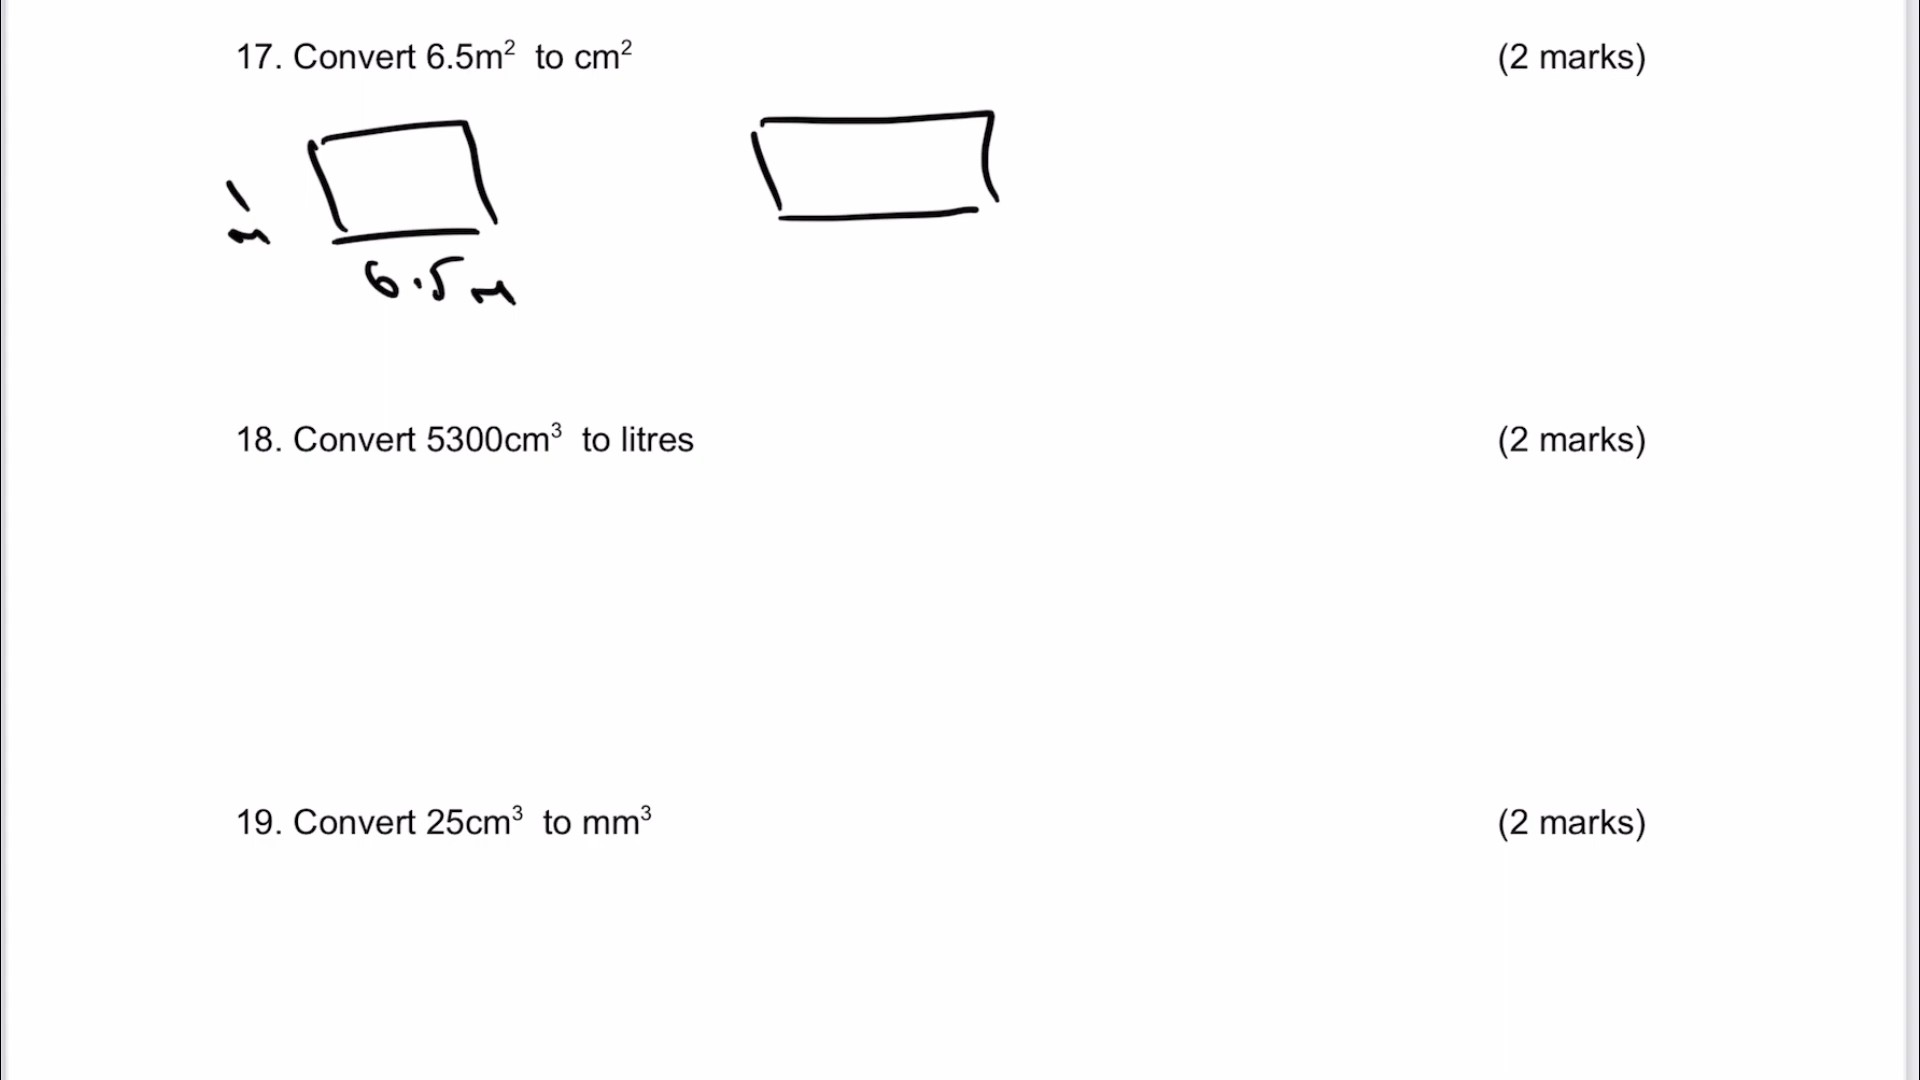 17. Convert 6.5m² to cm² (2 marks)
1
m
6.5m
18. Convert 5300cm³ to litres (2 marks)
19. Convert 25cm³ to mm³ (2 marks)